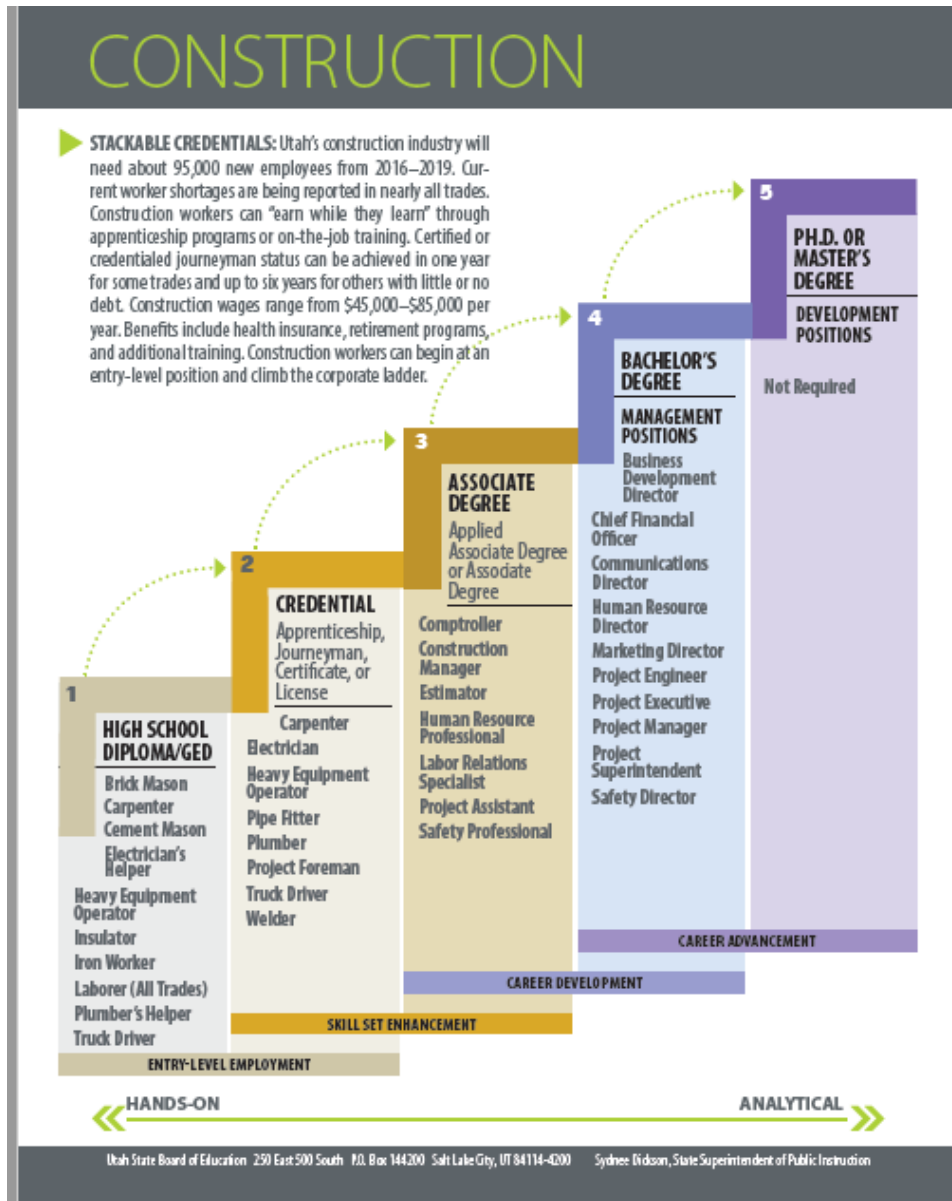 CONSTRUCTION
STACKABLE CREDENTIALS: Utah's construction industry will
need about 95,000 new employees from 2016–2019. Cur-
rent worker shortages are being reported in nearly all trades.
Construction workers can "earn while they learn" through
apprenticeship programs or on-the-job training. Certified or
credentialed journeyman status can be achieved in one year
for some trades and up to six years for others with little or no
debt. Construction wages range from $45,000–$85,000 per
year. Benefits include health insurance, retirement programs,
and additional training. Construction workers can begin at an
entry-level position and climb the corporate ladder.
1
HIGH SCHOOL
DIPLOMA/GED
Brick Mason
Carpenter
Cement Mason
Electrician's
Helper
Heavy Equipment
Operator
Insulator
Iron Worker
Laborer (All Trades)
Plumber's Helper
Truck Driver
ENTRY-LEVEL EMPLOYMENT
2
CREDENTIAL
Apprenticeship,
Journeyman,
Certificate, or
License
Carpenter
Electrician
Heavy Equipment
Operator
Pipe Fitter
Plumber
Project Foreman
Truck Driver
Welder
SKILL SET ENHANCEMENT
3
ASSOCIATE
DEGREE
Applied
Associate Degree
or Associate
Degree
Comptroller
Construction
Manager
Estimator
Human Resource
Professional
Labor Relations
Specialist
Project Assistant
Safety Professional
CAREER DEVELOPMENT
4
BACHELOR'S
DEGREE
MANAGEMENT
POSITIONS
Business
Development
Director
Chief Financial
Officer
Communications
Director
Human Resource
Director
Marketing Director
Project Engineer
Project Executive
Project Manager
Project
Superintendent
Safety Director
CAREER ADVANCEMENT
5
PH.D. OR
MASTER'S
DEGREE
DEVELOPMENT
POSITIONS
Not Required
HANDS-ON
ANALYTICAL
Utah State Board of Education 250 East 500 South P.O. Box 144200 Salt Lake City, UT 84114-4200 Sydnee Dickson, State Superintendent of Public Instruction